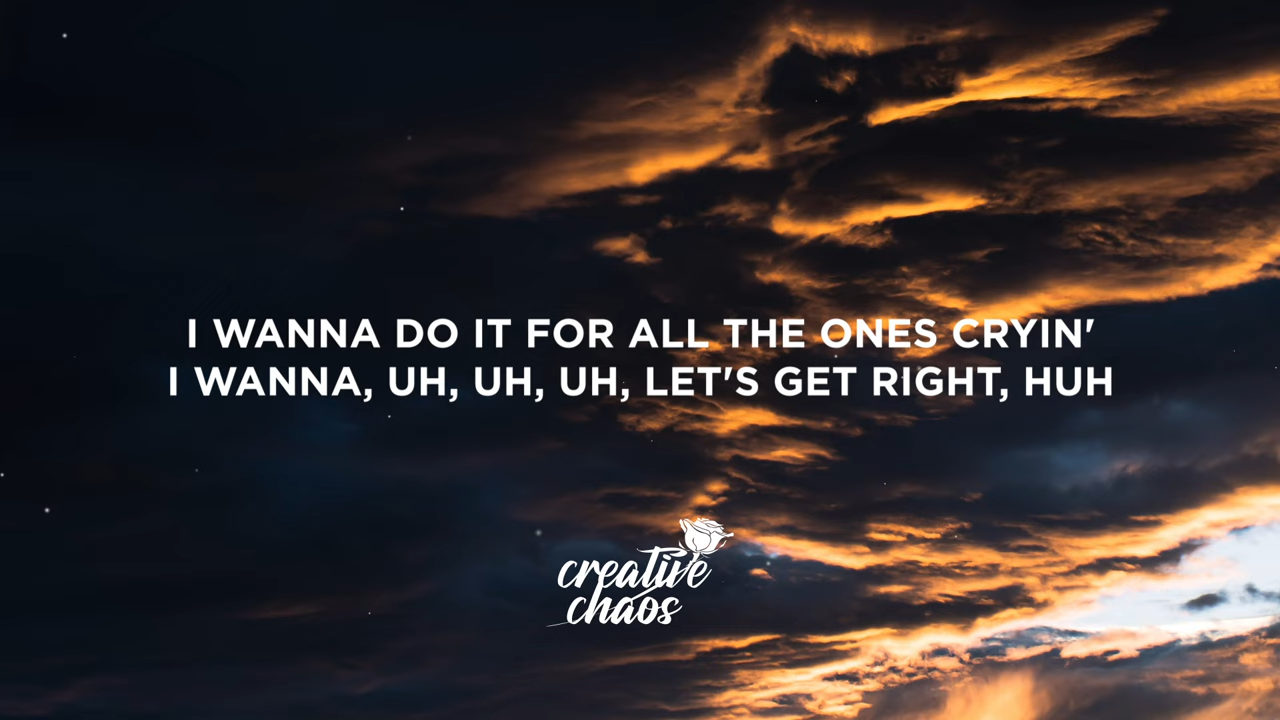 I WANNA DO IT FOR ALL THE ONES CRYIN'
I WANNA, UH, UH, UH, LET'S GET RIGHT, HUH
creative
chaos